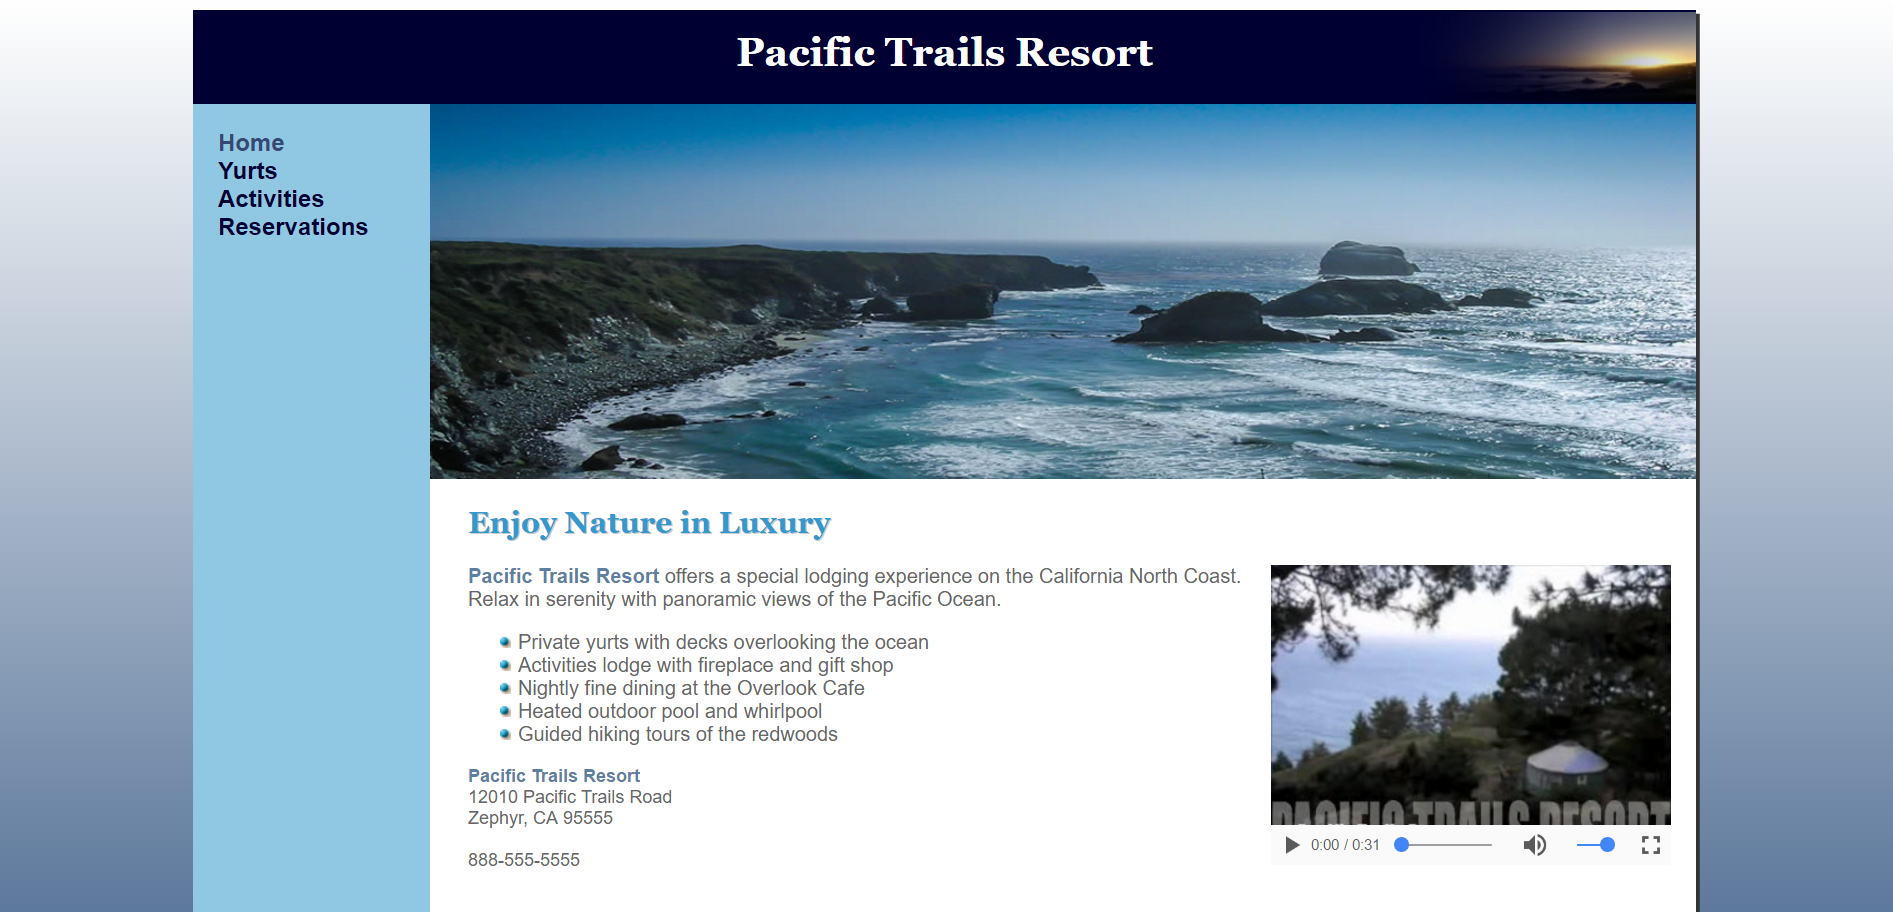 Pacific Trails Resort
Home
Yurts
Activities
Reservations
Enjoy Nature in Luxury
Pacific Trails Resort offers a special lodging experience on the California North Coast.
Relax in serenity with panoramic views of the Pacific Ocean.
Private yurts with decks overlooking the ocean
Activities lodge with fireplace and gift shop
Nightly fine dining at the Overlook Cafe
Heated outdoor pool and whirlpool
Guided hiking tours of the redwoods
Pacific Trails Resort
12010 Pacific Trails Road
Zephyr, CA 95555
888-555-5555
PACIFIC TRAILS RESORT
0:00 / 0:31